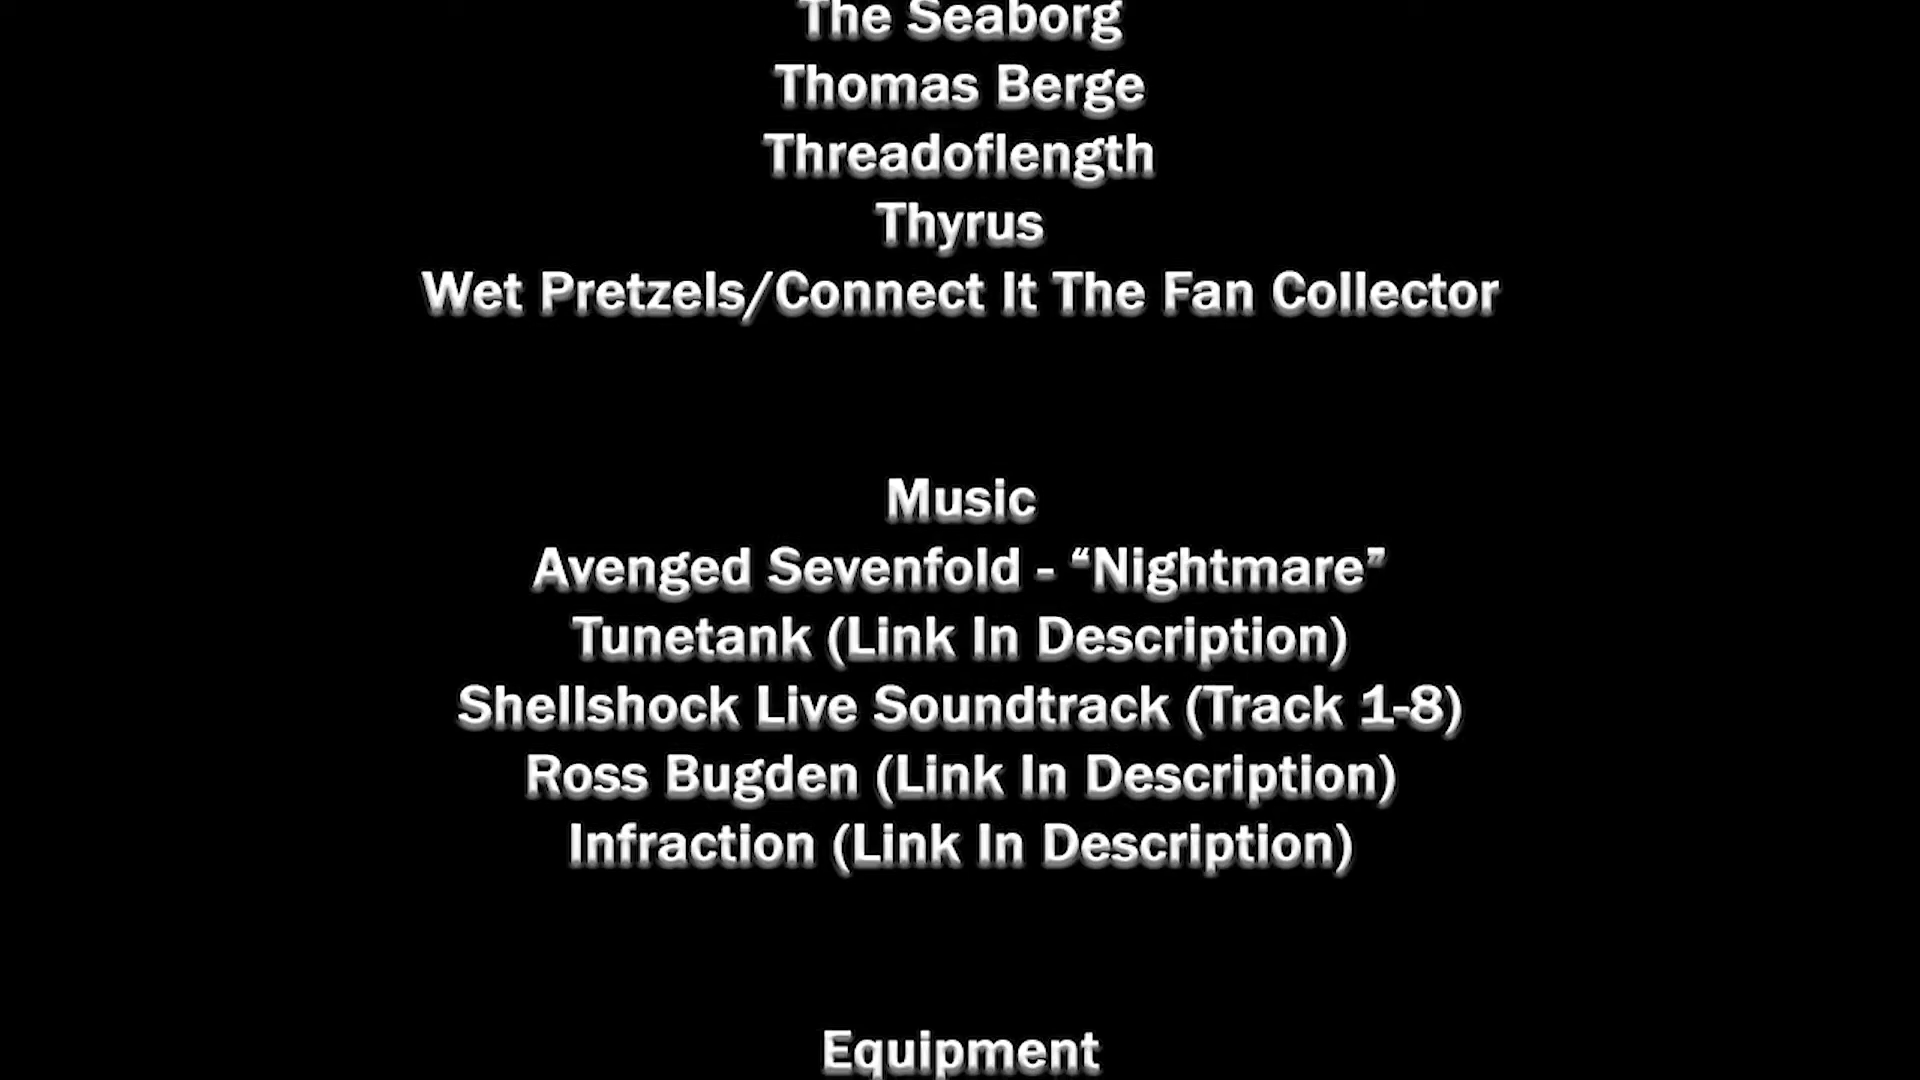 The Seaborg
Thomas Berge
Threadoflength
Thyrus
Wet Pretzels/Connect It The Fan Collector
Music
Avenged Sevenfold - “Nightmare”
Tunetank (Link In Description)
Shellshock Live Soundtrack (Track 1-8)
Ross Bugden (Link In Description)
Infraction (Link In Description)
Equipment